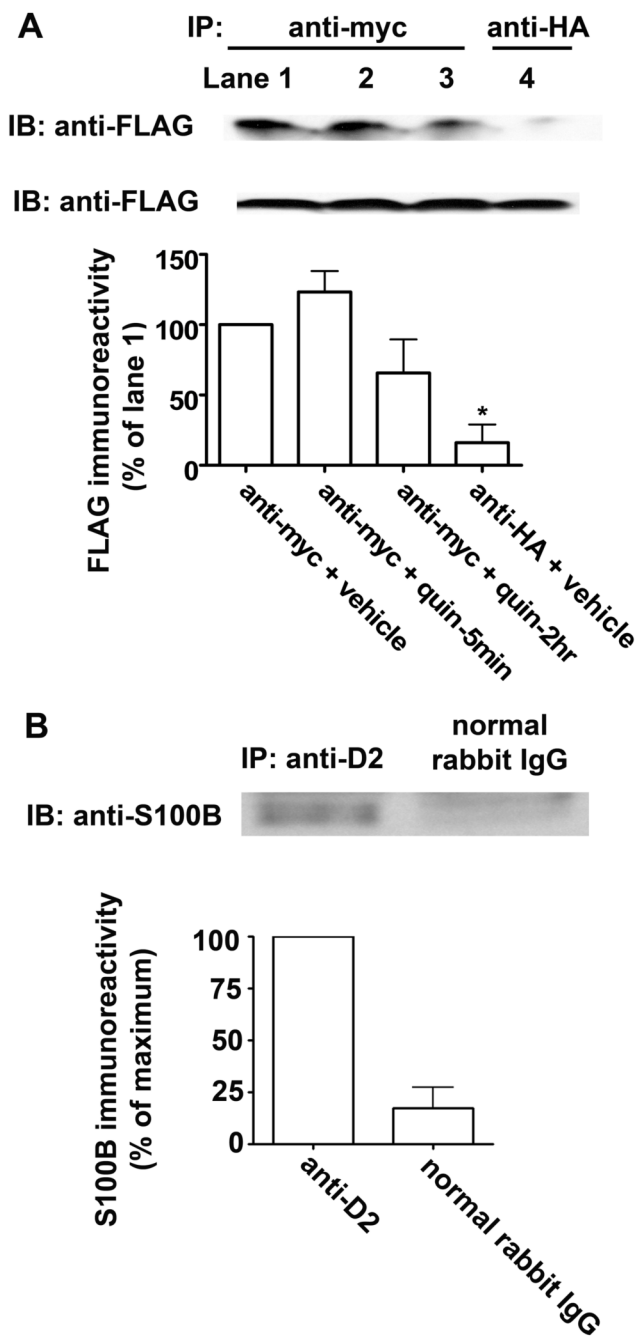 A
IP: anti-myc anti-HA
Lane 1 2 3 4
IB: anti-FLAG
IB: anti-FLAG
FLAG immunoreactivity
(% of lane 1)
150
100
50
0
*
anti-myc + vehicle
anti-myc + quin-5min
anti-myc + quin-2hr
anti-HA + vehicle
B
IP: anti-D2
normal
rabbit IgG
IB: anti-S100B
S100B immunoreactivity
(% of maximum)
100
75
50
25
0
anti-D2
normal rabbit IgG